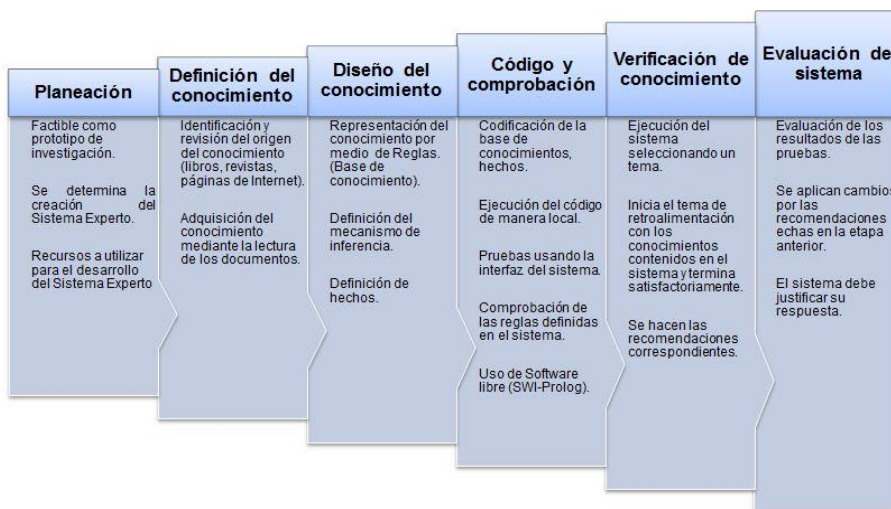 Planeación
Factible como
prototipo de
investigación.
Se determina la
creación del
Sistema Experto.
Recursos a utilizar
para el desarrollo
del Sistema Experto
Definición del
conocimiento
Identificación y
revisión del origen
del conocimiento
(libros, revistas,
páginas de Internet).
Adquisición del
conocimiento
mediante la lectura
de los documentos.
Diseño del
conocimiento
Representación del
conocimiento por
medio de Reglas.
(Base de
conocimiento).
Definición del
mecanismo de
inferencia.
Definición de
hechos.
Código y
comprobación
Codificación de la
base de
conocimientos,
hechos.
Ejecución del código
de manera local.
Pruebas usando la
interfaz del sistema.
Comprobación de
las reglas definidas
en el sistema.
Uso de Software
libre (SWI-Prolog).
Verificación de
conocimiento
Ejecución del
sistema
seleccionando un
tema.
Inicia el tema de
retroalimentación
con los
conocimientos
contenidos en el
sistema y termina
satisfactoriamente.
Se hacen las
recomendaciones
correspondientes.
Evaluación de
sistema
Evaluación de los
resultados de las
pruebas.
Se aplican cambios
por las
recomendaciones
echas en la etapa
anterior.
El sistema debe
justificar su
respuesta.